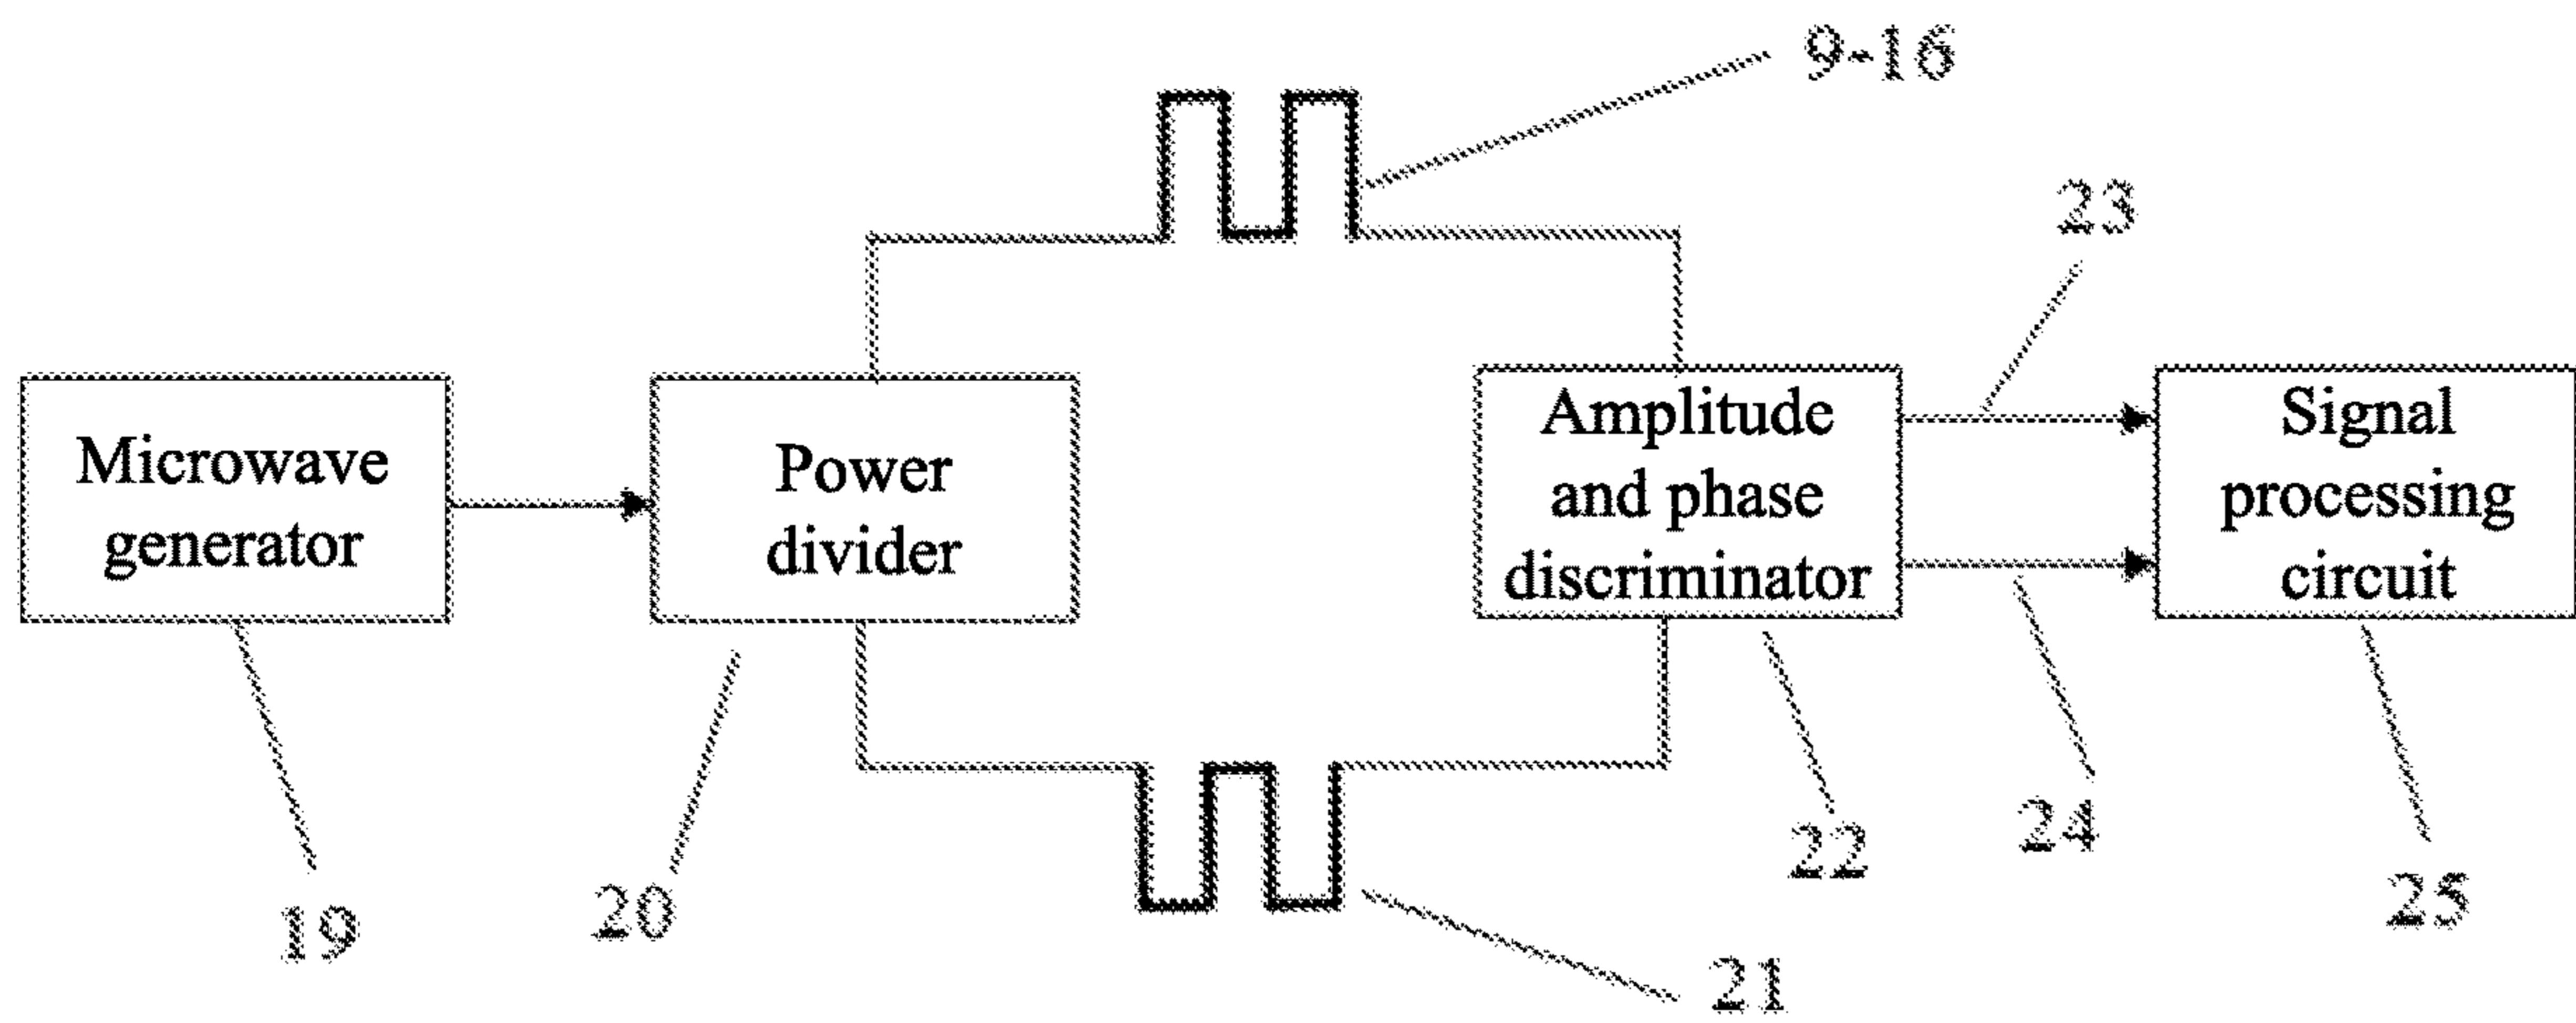 9-16
23
Microwave
generator
Power
divider
Amplitude
and phase
discriminator
Signal
processing
circuit
19
20
21
22
24
25